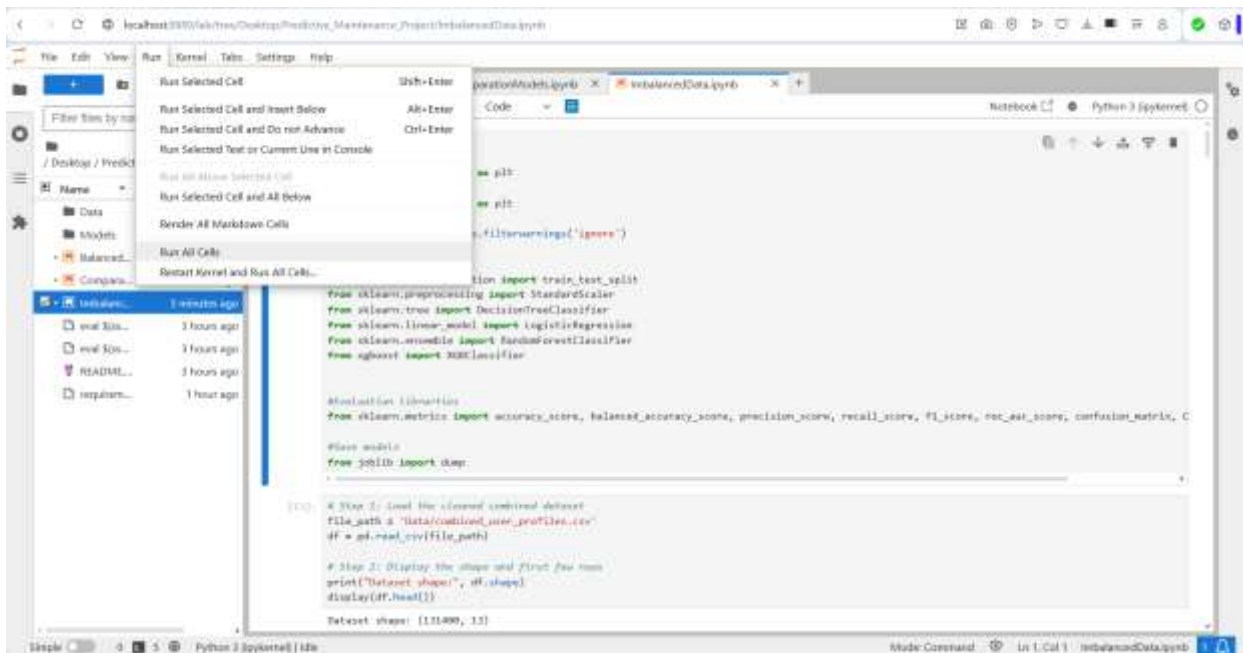 localhost:8889/lab/tree/Desktop/Predictive_Maintenance_Project/ImbalancedData.ipynb
File Edit View Run Kernel Tabs Settings Help
Run Selected Cell Shift+Enter
Run Selected Cell and Insert Below Alt+Enter
Run Selected Cell and Do not Advance Ctrl+Enter
Run Selected Text or Current Line in Console
Run All Above Selected Cell
Run Selected Cell and All Below
Render All Markdown Cells
Run All Cells
Restart Kernel and Run All Cells...
parationModels.ipynb ImbalancedData.ipynb
Code Notebook Python 3 (ipykernel)
Filter files by na
/ Desktop / Predict
Name
Data
Models
Balanced...
Compara...
Imbalanc... 3 minutes ago
3 hours ago
3 hours ago
README... 3 hours ago
requirem... 1 hour ago
as plt
as plt
s.filterwarnings('ignore')
tion import train_test_split
from sklearn.preprocessing import StandardScaler
from sklearn.tree import DecisionTreeClassifier
from sklearn.linear_model import LogisticRegression
from sklearn.ensemble import RandomForestClassifier
from xgboost import XGBClassifier
#Evaluation libraries
from sklearn.metrics import accuracy_score, balanced_accuracy_score, precision_score, recall_score, f1_score, roc_auc_score, confusion_matrix, C
#Save models
from joblib import dump
# Step 1: Load the cleaned combined dataset
file_path = 'Data/combined_user_profiles.csv'
df = pd.read_csv(file_path)
# Step 2: Display the shape and first few rows
print("Dataset shape:", df.shape)
display(df.head())
Dataset shape: (131400, 13)
Simple 0 5 Python 3 (ipykernel) | Idle Mode: Command Ln 1, Col 1 ImbalancedData.ipynb 1